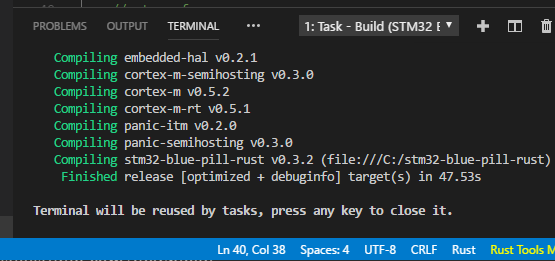 PROBLEMS OUTPUT TERMINAL ... 1: Task - Build (STM32 E
Compiling embedded-hal v0.2.1
Compiling cortex-m-semihosting v0.3.0
Compiling cortex-m v0.5.2
Compiling cortex-m-rt v0.5.1
Compiling panic-itm v0.2.0
Compiling panic-semihosting v0.3.0
Compiling stm32-blue-pill-rust v0.3.2 (file:///C:/stm32-blue-pill-rust)
Finished release [optimized + debuginfo] target(s) in 47.53s
Terminal will be reused by tasks, press any key to close it.
Ln 40, Col 38 Spaces: 4 UTF-8 CRLF Rust Rust Tools M